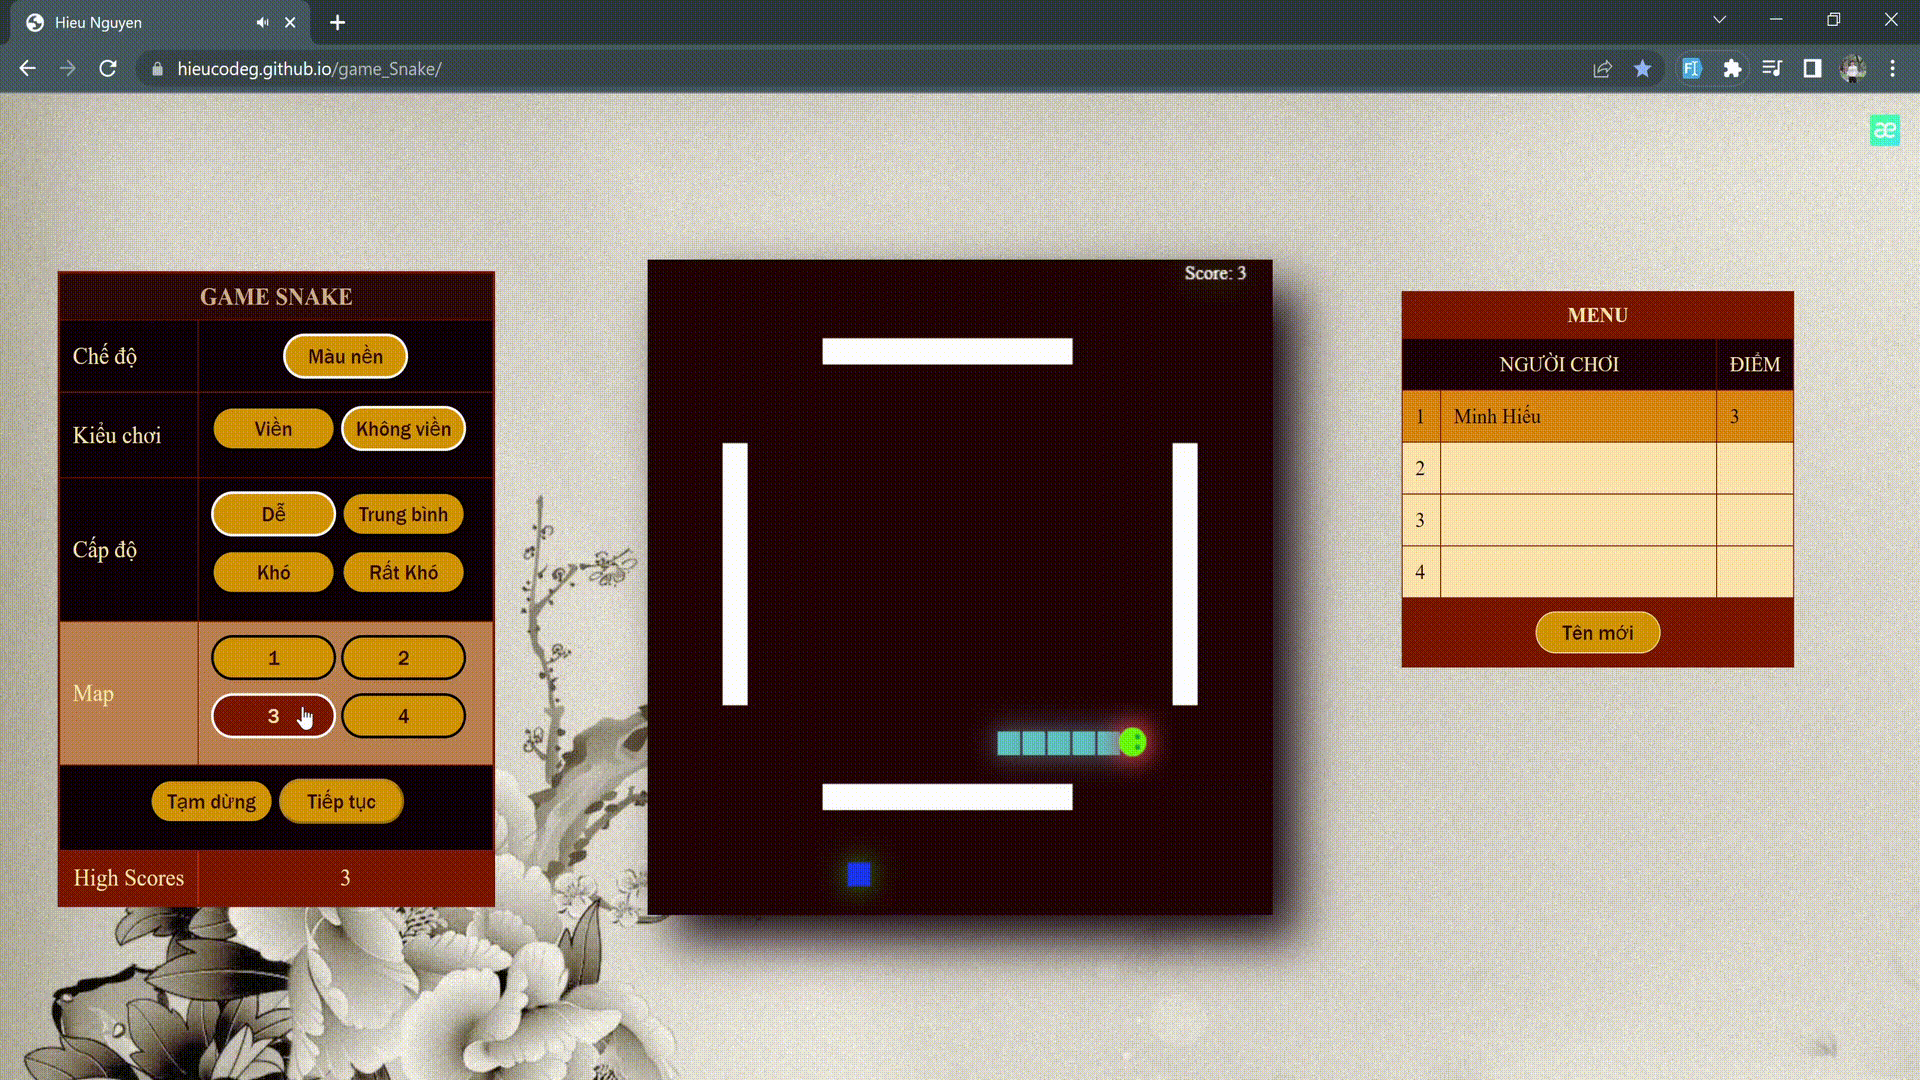 Hieu Nguyen
hieucodeg.github.io/game_Snake/
æ
GAME SNAKE
Chế độ
Màu nền
Kiểu chơi
Viền
Không viền
Cấp độ
Dễ
Trung bình
Khó
Rất Khó
Map
1
2
3
4
Tạm dừng
Tiếp tục
High Scores
3
Score: 3
MENU
NGƯỜI CHƠI
ĐIỂM
1
Minh Hiếu
3
2
3
4
Tên mới